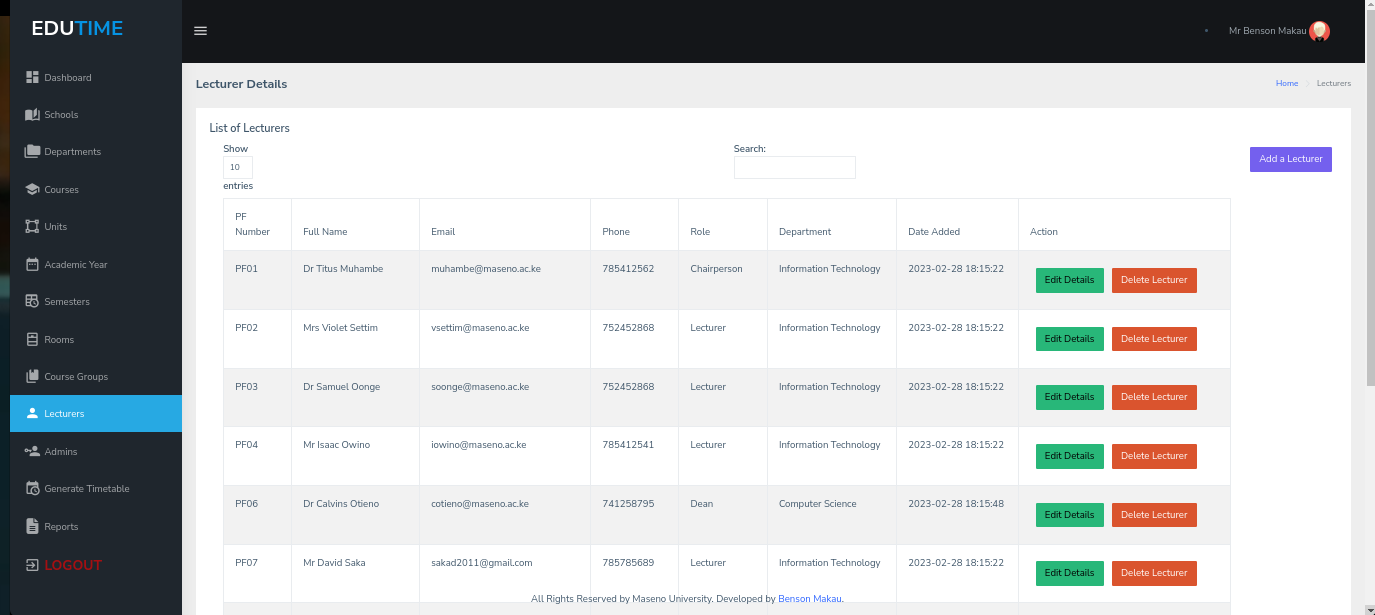 EDUTIME
Mr Benson Makau
Dashboard
Schools
Departments
Courses
Units
Academic Year
Semesters
Rooms
Course Groups
Lecturers
Admins
Generate Timetable
Reports
LOGOUT
Lecturer Details
Home Lecturers
List of Lecturers
Show
10
entries
Search:
Add a Lecturer
PF
Number Full Name Email Phone Role Department Date Added Action
PF01 Dr Titus Muhambe muhambe@maseno.ac.ke 785412562 Chairperson Information Technology 2023-02-28 18:15:22 Edit Details Delete Lecturer
PF02 Mrs Violet Settim vsettim@maseno.ac.ke 752452868 Lecturer Information Technology 2023-02-28 18:15:22 Edit Details Delete Lecturer
PF03 Dr Samuel Oonge soonge@maseno.ac.ke 752452868 Lecturer Information Technology 2023-02-28 18:15:22 Edit Details Delete Lecturer
PF04 Mr Isaac Owino iowino@maseno.ac.ke 785412541 Lecturer Information Technology 2023-02-28 18:15:22 Edit Details Delete Lecturer
PF06 Dr Calvins Otieno cotieno@maseno.ac.ke 741258795 Dean Computer Science 2023-02-28 18:15:48 Edit Details Delete Lecturer
PF07 Mr David Saka sakad2011@gmail.com 785785689 Lecturer Information Technology 2023-02-28 18:15:22 Edit Details Delete Lecturer
All Rights Reserved by Maseno University. Developed by Benson Makau.